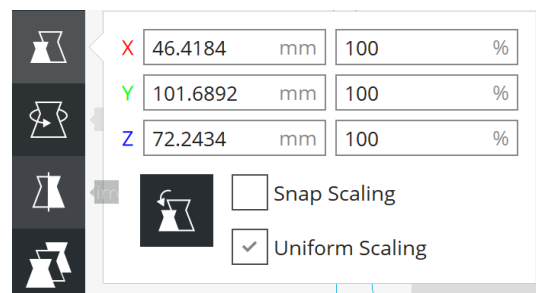 X 46.4184 mm 100 %
Y 101.6892 mm 100 %
Z 72.2434 mm 100 %
Snap Scaling
Uniform Scaling